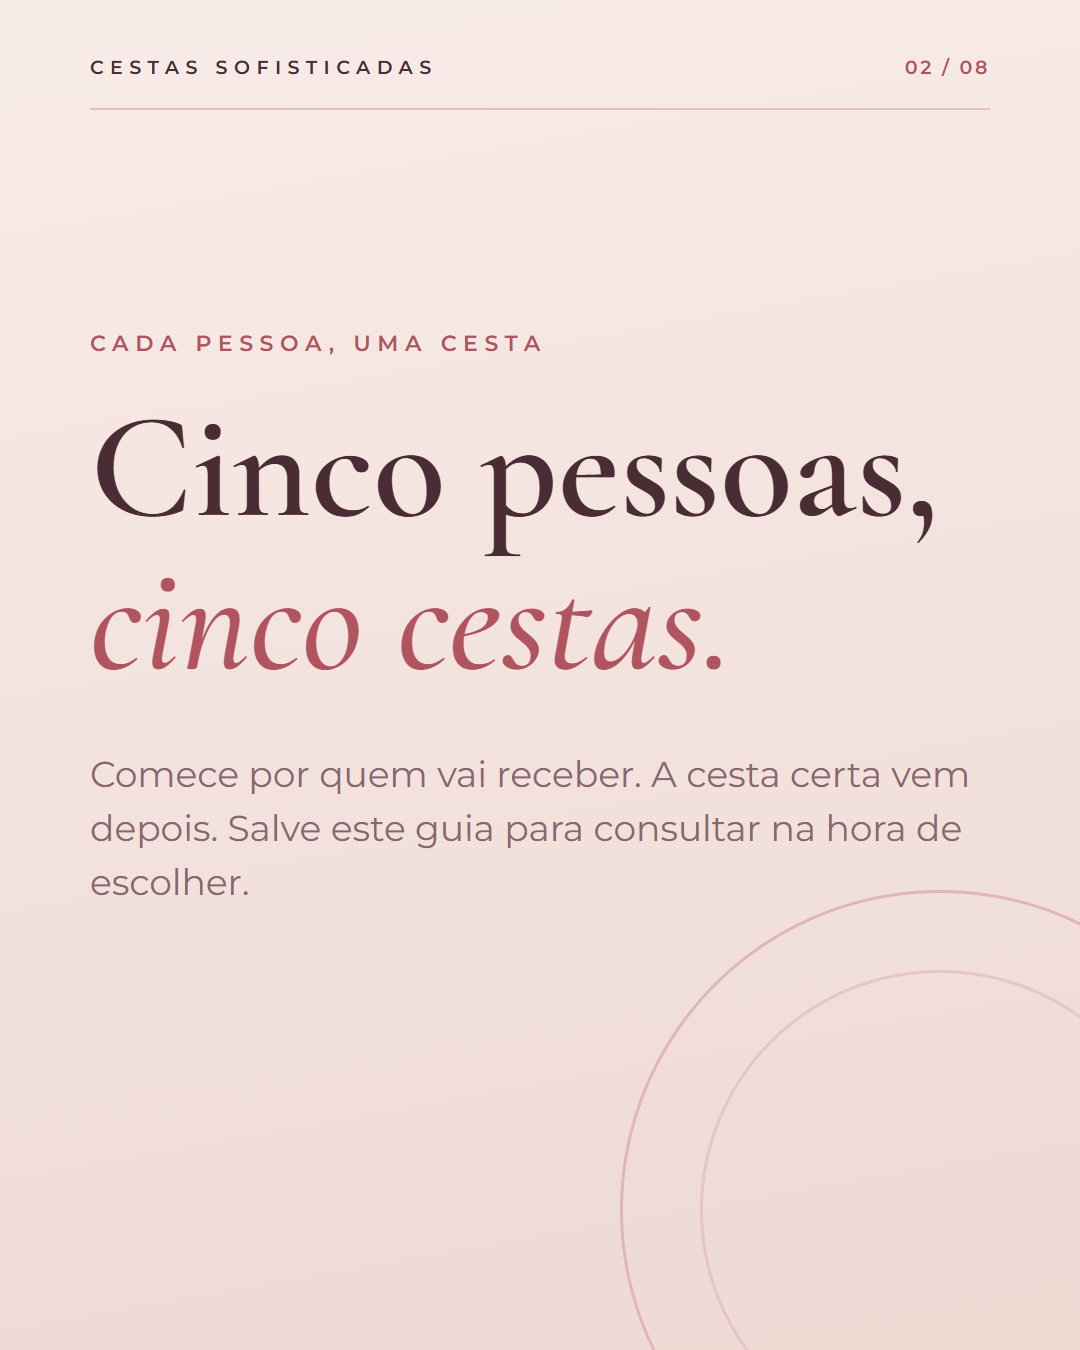 CESTAS SOFISTICADAS
02 / 08
CADA PESSOA, UMA CESTA
Cinco pessoas,
cinco cestas.
Comece por quem vai receber. A cesta certa vem
depois. Salve este guia para consultar na hora de
escolher.